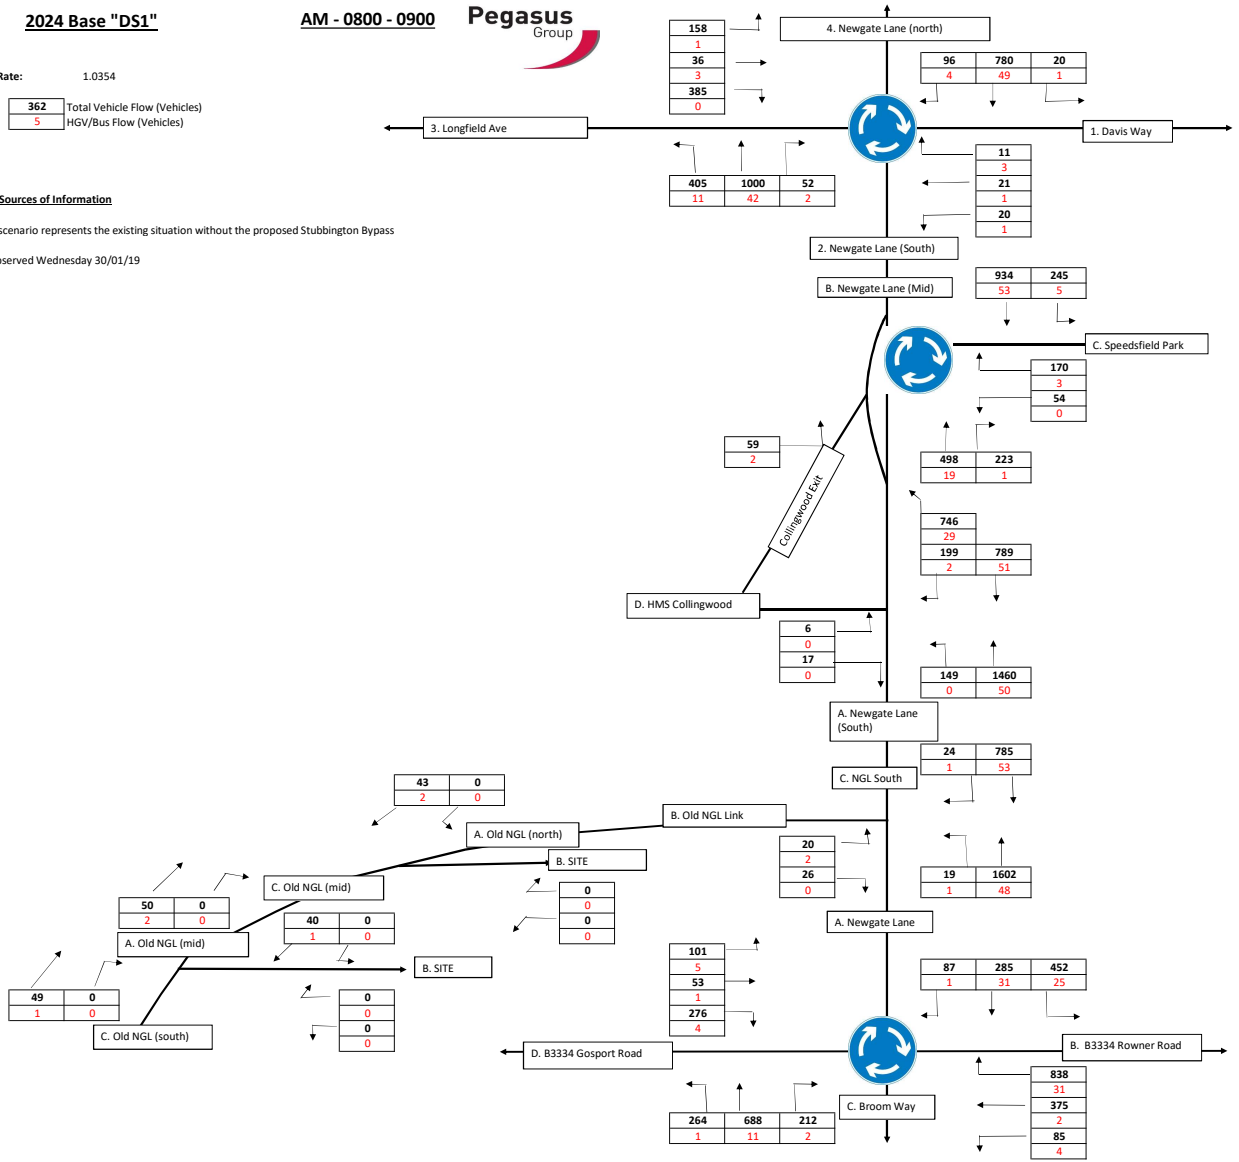 2024 Base "DS1"
AM - 0800 - 0900
Pegasus
Group
Rate: 1.0354
362 Total Vehicle Flow (Vehicles)
5 HGV/Bus Flow (Vehicles)
Sources of Information
scenario represents the existing situation without the proposed Stubbington Bypass
bserved Wednesday 30/01/19
158
1
36
3
385
0
4. Newgate Lane (north)
96 780 20
4 49 1
3. Longfield Ave
1. Davis Way
405 1000 52
11 42 2
11
3
21
1
20
1
2. Newgate Lane (South)
B. Newgate Lane (Mid)
934 245
53 5
C. Speedsfield Park
170
3
54
0
59
2
498 223
19 1
Collingwood Exit
746
29
199 789
2 51
D. HMS Collingwood
6
0
17
0
149 1460
0 50
A. Newgate Lane
(South)
24 785
1 53
C. NGL South
43 0
2 0
B. Old NGL Link
A. Old NGL (north)
20
2
26
0
19 1602
1 48
B. SITE
C. Old NGL (mid)
0
0
0
0
50 0
2 0
40 0
1 0
A. Newgate Lane
A. Old NGL (mid)
B. SITE
101
5
53
1
276
4
87 285 452
1 31 25
49 0
1 0
0
0
0
0
C. Old NGL (south)
D. B3334 Gosport Road
B. B3334 Rowner Road
838
31
375
2
85
4
C. Broom Way
264 688 212
1 11 2